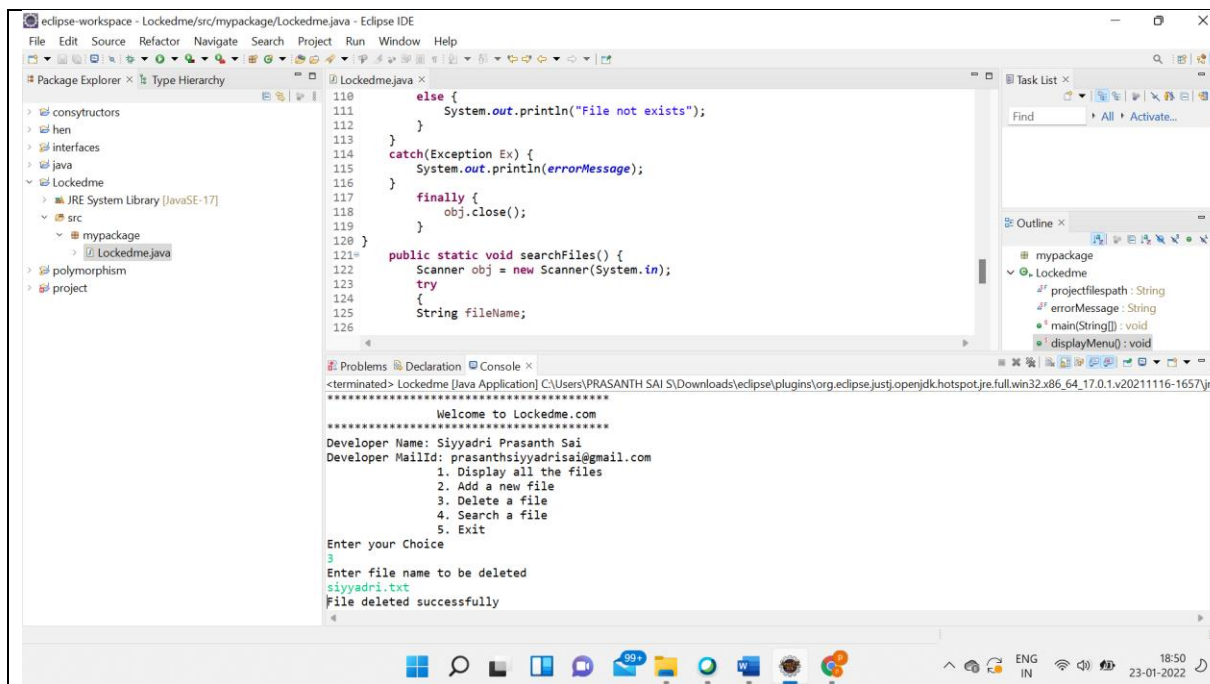 eclipse-workspace - Lockedme/src/mypackage/Lockedme.java - Eclipse IDE
File Edit Source Refactor Navigate Search Project Run Window Help
Package Explorer × Type Hierarchy
consytructors
hen
interfaces
java
Lockedme
JRE System Library [JavaSE-17]
src
mypackage
Lockedme.java
polymorphism
project
Lockedme.java ×
110 else {
111 System.out.println("File not exists");
112 }
113 }
114 catch(Exception Ex) {
115 System.out.println(errorMessage);
116 }
117 finally {
118 obj.close();
119 }
120 }
121 public static void searchFiles() {
122 Scanner obj = new Scanner(System.in);
123 try
124 {
125 String fileName;
126
Task List ×
Find All Activate...
Outline ×
mypackage
Lockedme
projectfilespath : String
errorMessage : String
main(String[]) : void
displayMenu() : void
Problems Declaration Console ×
<terminated> Lockedme [Java Application] C:\Users\PRASANTH SAI S\Downloads\eclipse\plugins\org.eclipse.justj.openjdk.hotspot.jre.full.win32.x86_64_17.0.1.v20211116-1657\jr
*****************************************
Welcome to Lockedme.com
*****************************************
Developer Name: Siyyadri Prasanth Sai
Developer MailId: prasanthsiyyadrisai@gmail.com
1. Display all the files
2. Add a new file
3. Delete a file
4. Search a file
5. Exit
Enter your Choice
3
Enter file name to be deleted
siyyadri.txt
File deleted successfully
99+
ENG
IN
18:50
23-01-2022